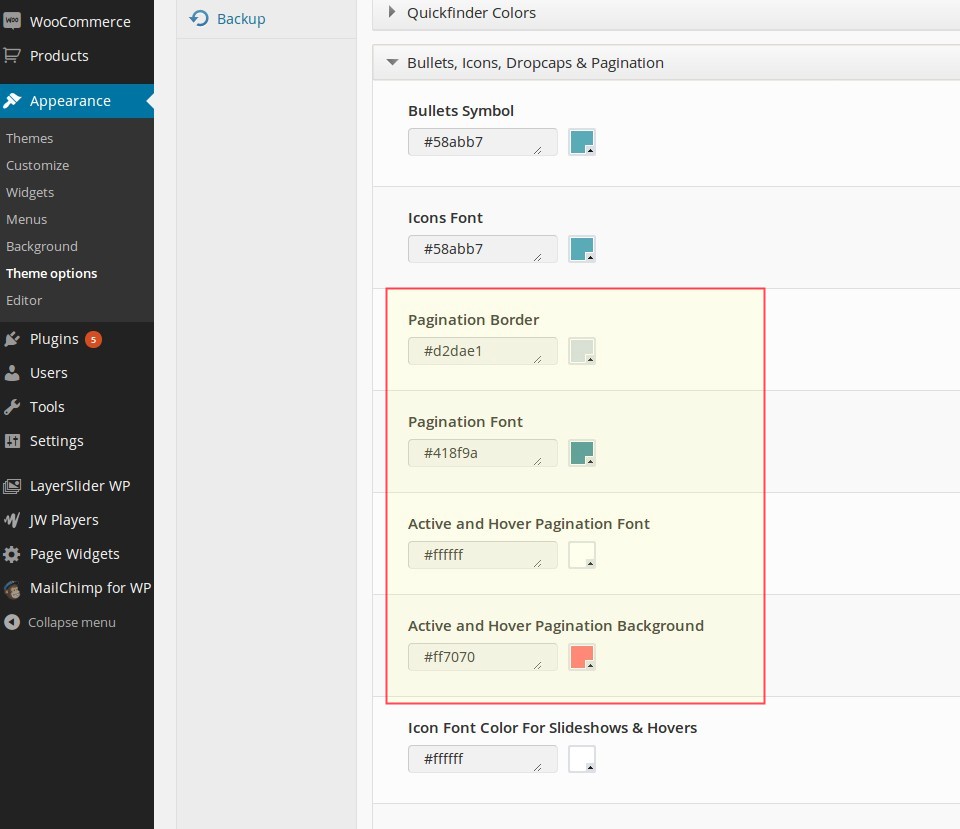 WooCommerce
Products
Appearance
Themes
Customize
Widgets
Menus
Background
Theme options
Editor
Plugins 5
Users
Tools
Settings
LayerSlider WP
JW Players
Page Widgets
MailChimp for WP
Collapse menu
Backup
Quickfinder Colors
Bullets, Icons, Dropcaps & Pagination
Bullets Symbol
#58abb7
Icons Font
#58abb7
Pagination Border
#d2dae1
Pagination Font
#418f9a
Active and Hover Pagination Font
#ffffff
Active and Hover Pagination Background
#ff7070
Icon Font Color For Slideshows & Hovers
#ffffff